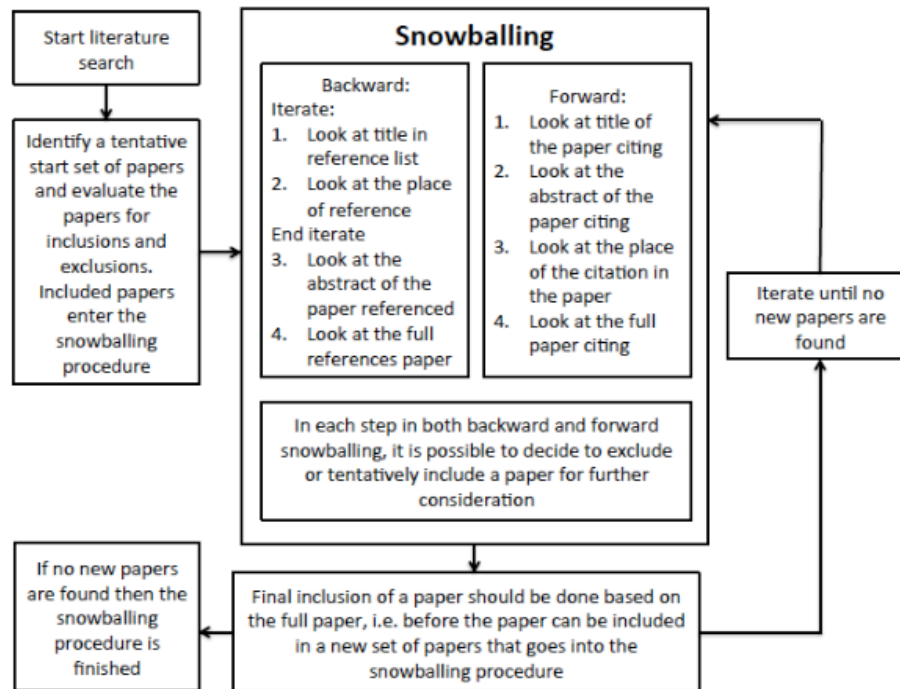 Start literature
search
Identify a tentative
start set of papers
and evaluate the
papers for
inclusions and
exclusions.
Included papers
enter the
snowballing
procedure
Snowballing
Backward:
Iterate:
1. Look at title in
reference list
2. Look at the place
of reference
End iterate
3. Look at the
abstract of the
paper referenced
4. Look at the full
references paper
Forward:
1. Look at title of
the paper citing
2. Look at the
abstract of the
paper citing
3. Look at the place
of the citation in
the paper
4. Look at the full
paper citing
In each step in both backward and forward
snowballing, it is possible to decide to exclude
or tentatively include a paper for further
consideration
Iterate until no
new papers are
found
If no new papers
are found then the
snowballing
procedure is
finished
Final inclusion of a paper should be done based on
the full paper, i.e. before the paper can be included
in a new set of papers that goes into the
snowballing procedure